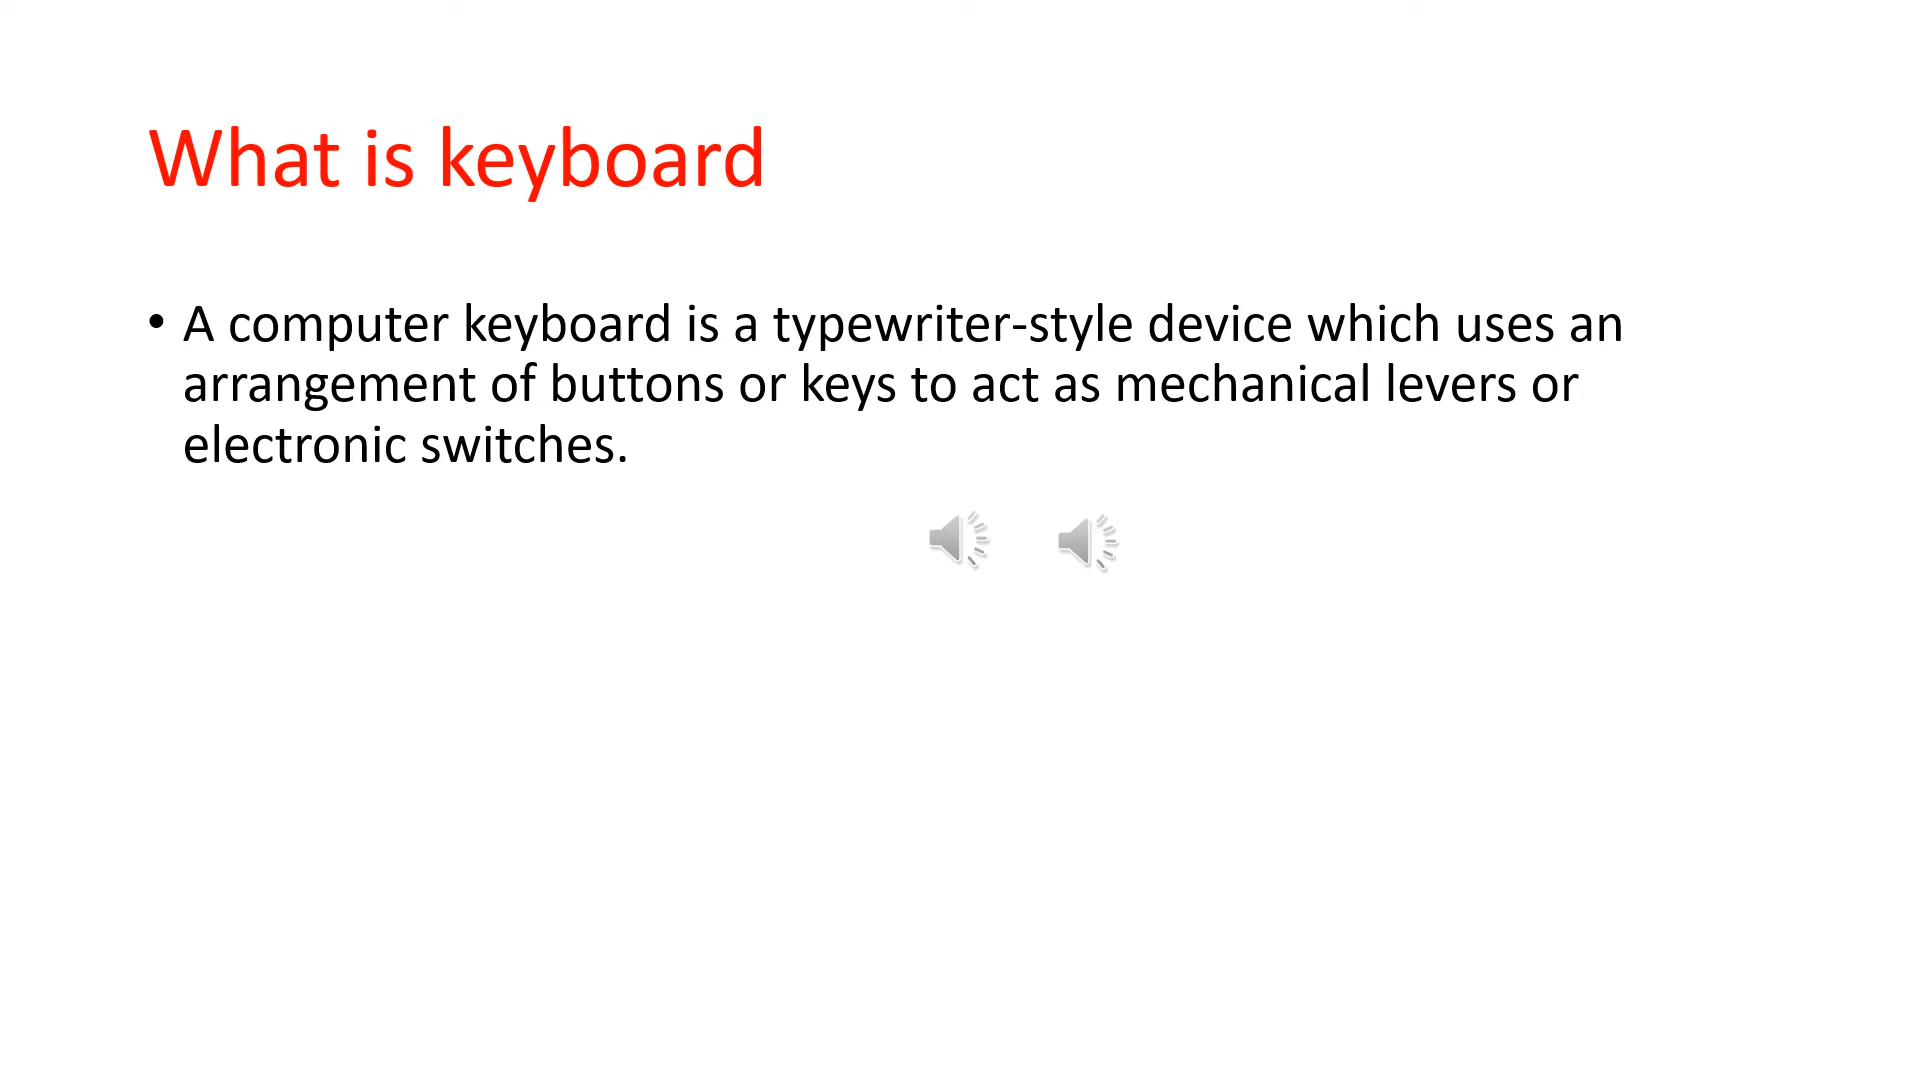 What is keyboard
• A computer keyboard is a typewriter-style device which uses an
arrangement of buttons or keys to act as mechanical levers or
electronic switches.